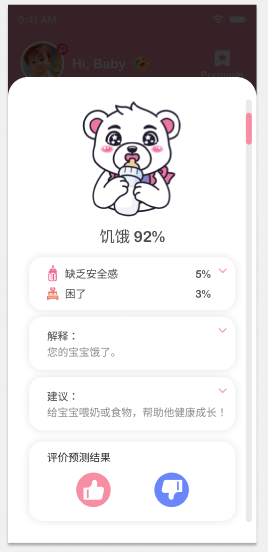 9:41 AM
Hi, Baby
Premium
饥饿 92%
缺乏安全感 5%
困了 3%
解释：
您的宝宝饿了。
建议：
给宝宝喂奶或食物，帮助他健康成长！
评价预测结果